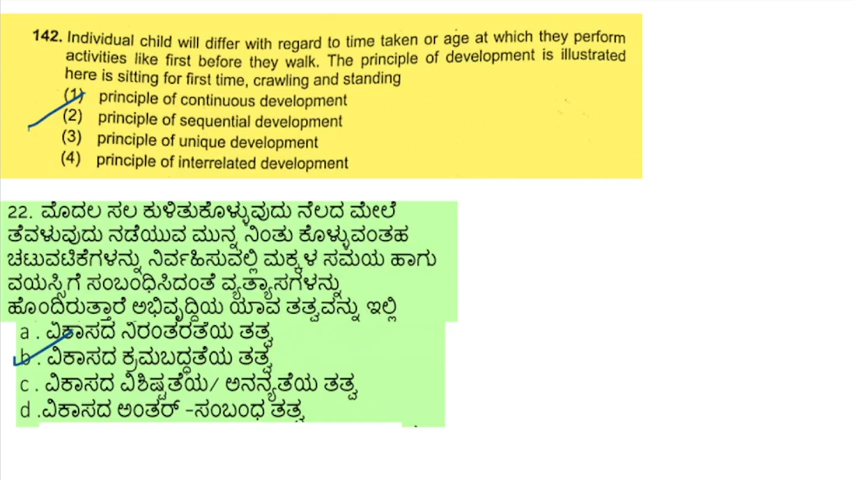 142. Individual child will differ with regard to time taken or age at which they perform
activities like first before they walk. The principle of development is illustrated
here is sitting for first time, crawling and standing
(1) principle of continuous development
(2) principle of sequential development
(3) principle of unique development
(4) principle of interrelated development
22. ಮೊದಲ ಸಲ ಕುಳಿತುಕೊಳ್ಳುವುದು ನೆಲದ ಮೇಲೆ
ತೆವಳುವುದು ನಡೆಯುವ ಮುನ್ನ ನಿಂತು ಕೊಳ್ಳುವಂತಹ
ಚಟುವಟಿಕೆಗಳನ್ನು ನಿರ್ವಹಿಸುವಲ್ಲಿ ಮಕ್ಕಳ ಸಮಯ ಹಾಗು
ವಯಸ್ಸಿಗೆ ಸಂಬಂಧಿಸಿದಂತೆ ವ್ಯತ್ಯಾಸಗಳನ್ನು
ಹೊಂದಿರುತ್ತಾರೆ ಅಭಿವೃದ್ಧಿಯ ಯಾವ ತತ್ವವನ್ನು ಇಲ್ಲಿ
a . ವಿಕಾಸದ ನಿರಂತರತೆಯ ತತ್ವ
b . ವಿಕಾಸದ ಕ್ರಮಬದ್ಧತೆಯ ತತ್ವ
c . ವಿಕಾಸದ ವಿಶಿಷ್ಟತೆಯ/ ಅನನ್ಯತೆಯ ತತ್ವ
d .ವಿಕಾಸದ ಅಂತರ್ -ಸಂಬಂಧ ತತ್ವ